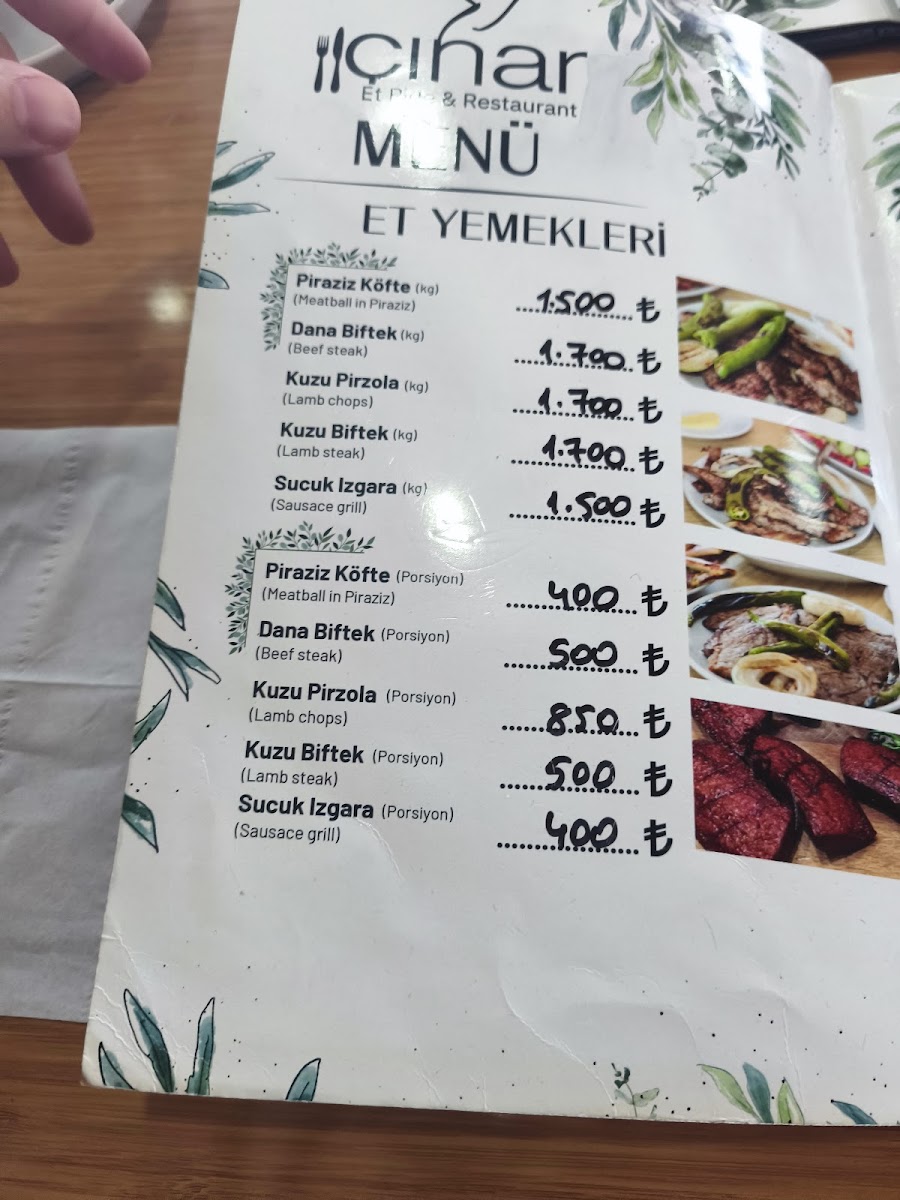 çınar
Et Pide & Restaurant
MENÜ
ET YEMEKLERİ
Piraziz Köfte (kg) ...1.500... ₺
(Meatball in Piraziz)
Dana Biftek (kg) ...1.700... ₺
(Beef steak)
Kuzu Pirzola (kg) ...1.700... ₺
(Lamb chops)
Kuzu Biftek (kg) ...1.700... ₺
(Lamb steak)
Sucuk Izgara (kg) ...1.500... ₺
(Sausace grill)
Piraziz Köfte (Porsiyon) ...400... ₺
(Meatball in Piraziz)
Dana Biftek (Porsiyon) ...500... ₺
(Beef steak)
Kuzu Pirzola (Porsiyon) ...850... ₺
(Lamb chops)
Kuzu Biftek (Porsiyon) ...500... ₺
(Lamb steak)
Sucuk Izgara (Porsiyon) ...400... ₺
(Sausace grill)